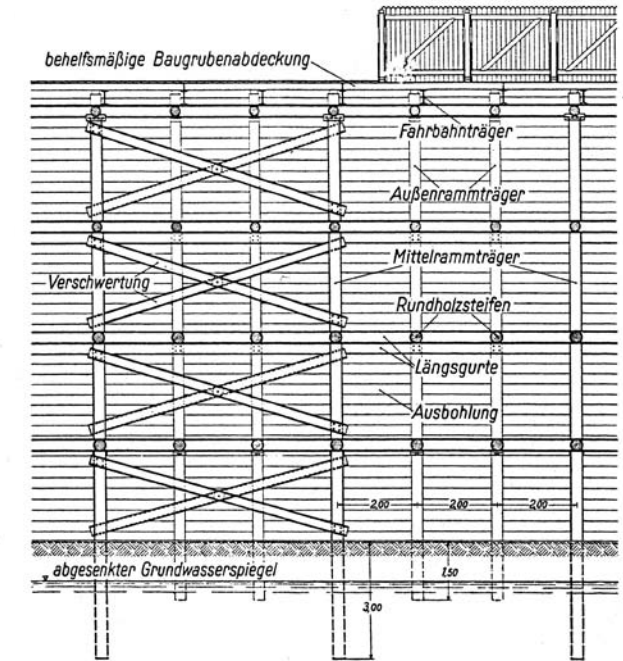 behelfsmäßige Baugrubenabdeckung
Fahrbahnträger
Außenrammträger
Mittelrammträger
Verschwertung
Rundholzsteifen
Längsgurte
Ausbohlung
2,00 2,00 2,00
abgesenkter Grundwasserspiegel
1,50
3,00